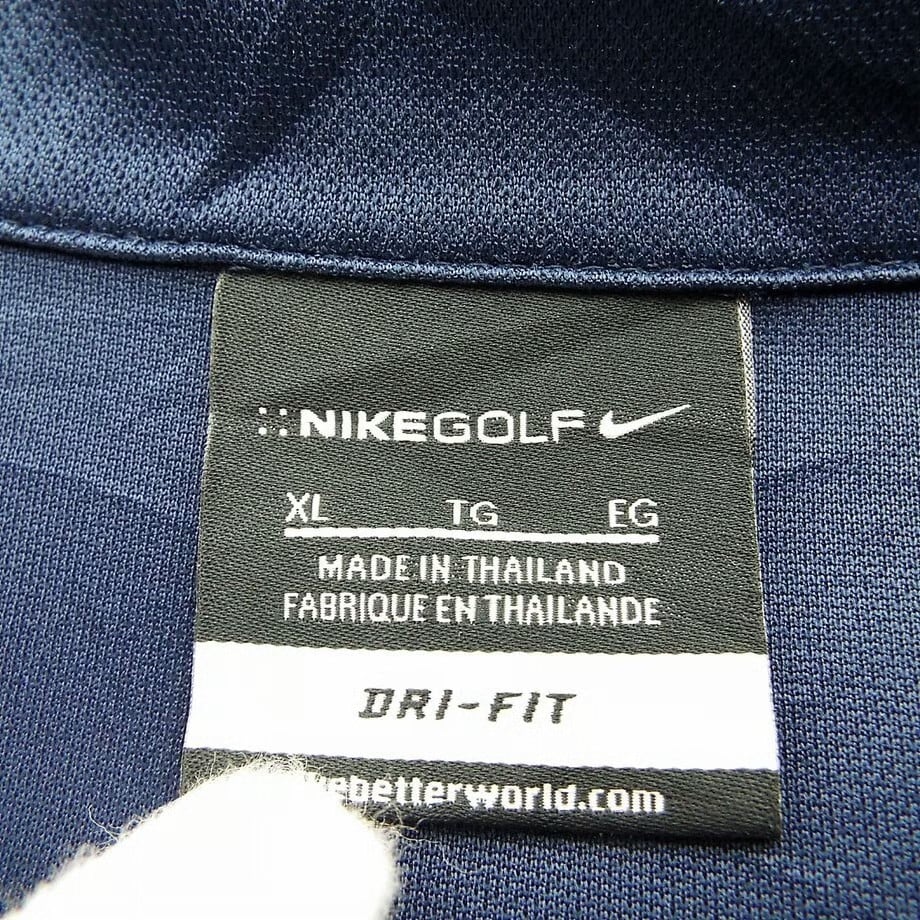 NIKEGOLF
XL TG EG
MADE IN THAILAND
FABRIQUE EN THAILANDE
DRI-FIT